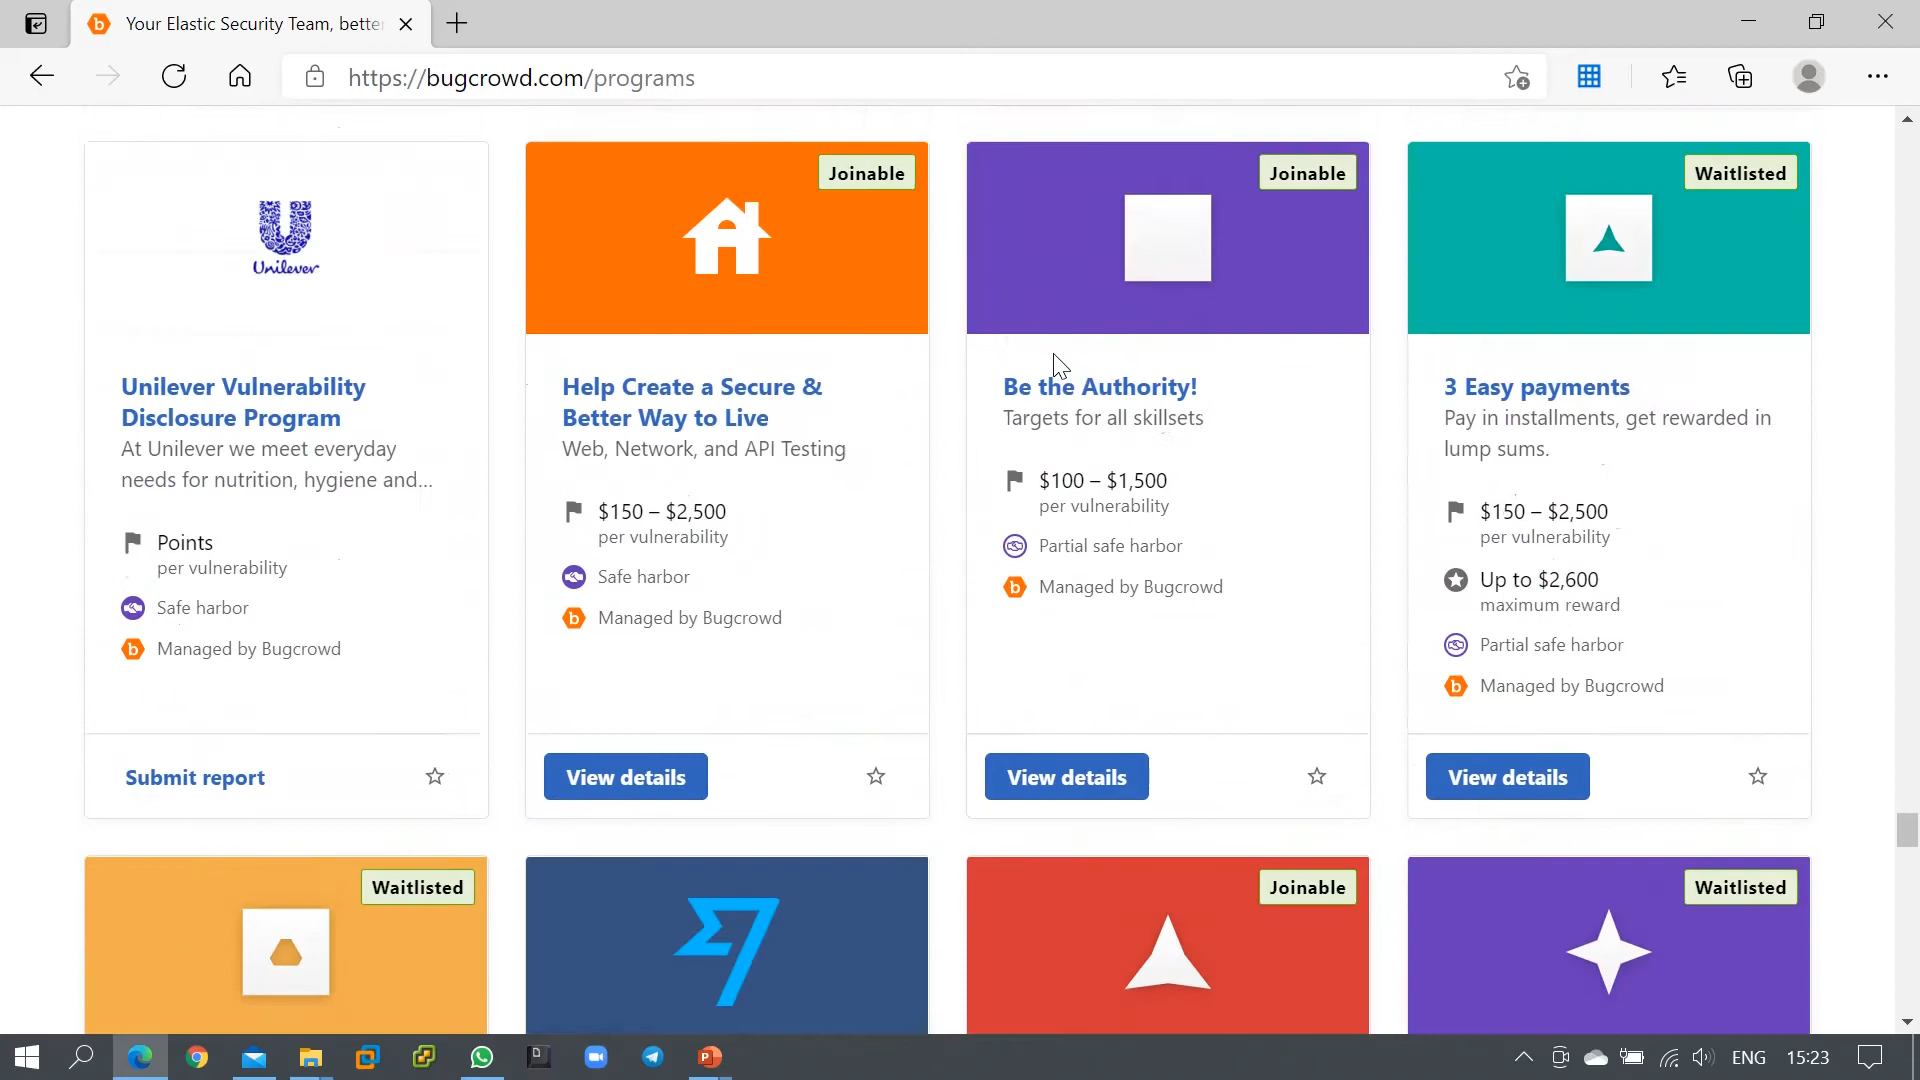 Your Elastic Security Team, bette
https://bugcrowd.com/programs
Unilever
Unilever Vulnerability
Disclosure Program
At Unilever we meet everyday
needs for nutrition, hygiene and...
Points
per vulnerability
Safe harbor
Managed by Bugcrowd
Submit report
Joinable
Help Create a Secure &
Better Way to Live
Web, Network, and API Testing
$150 – $2,500
per vulnerability
Safe harbor
Managed by Bugcrowd
View details
Joinable
Be the Authority!
Targets for all skillsets
$100 – $1,500
per vulnerability
Partial safe harbor
Managed by Bugcrowd
View details
Waitlisted
3 Easy payments
Pay in installments, get rewarded in
lump sums.
$150 – $2,500
per vulnerability
Up to $2,600
maximum reward
Partial safe harbor
Managed by Bugcrowd
View details
Waitlisted
Joinable
Waitlisted
ENG
15:23